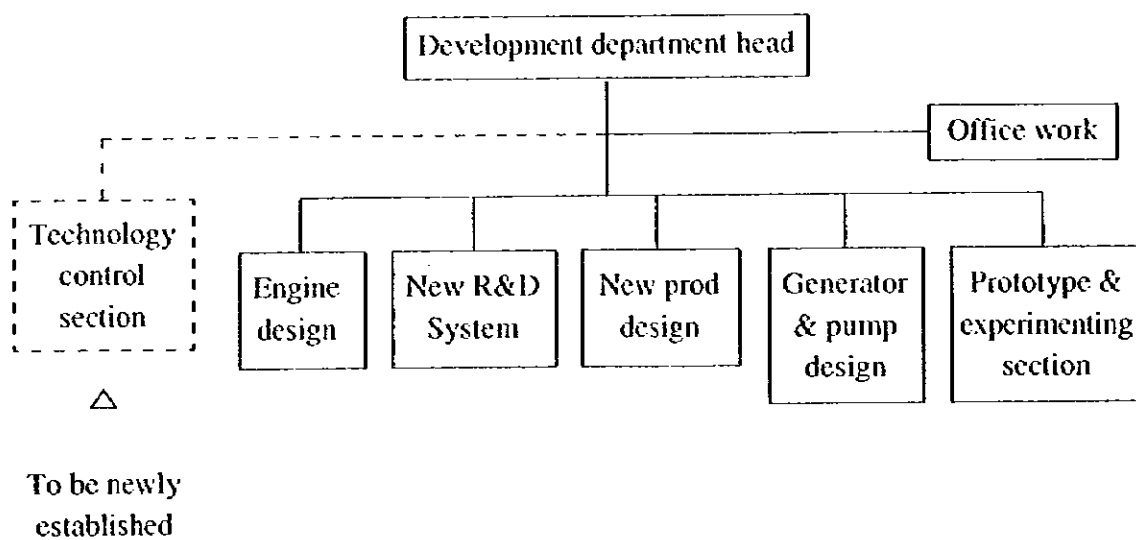 Development department head
Office work
Technology
control
section
Engine
design
New R&D
System
New prod
design
Generator
& pump
design
Prototype &
experimenting
section
To be newly
established